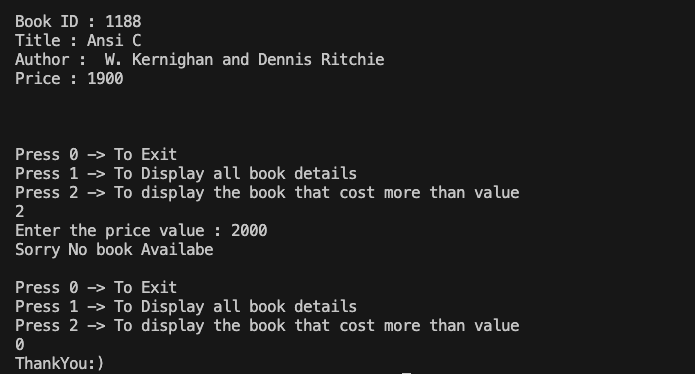 Book ID : 1188
Title : Ansi C
Author :  W. Kernighan and Dennis Ritchie
Price : 1900
Press 0 -> To Exit
Press 1 -> To Display all book details
Press 2 -> To display the book that cost more than value
2
Enter the price value : 2000
Sorry No book Availabe
Press 0 -> To Exit
Press 1 -> To Display all book details
Press 2 -> To display the book that cost more than value
0
ThankYou:)